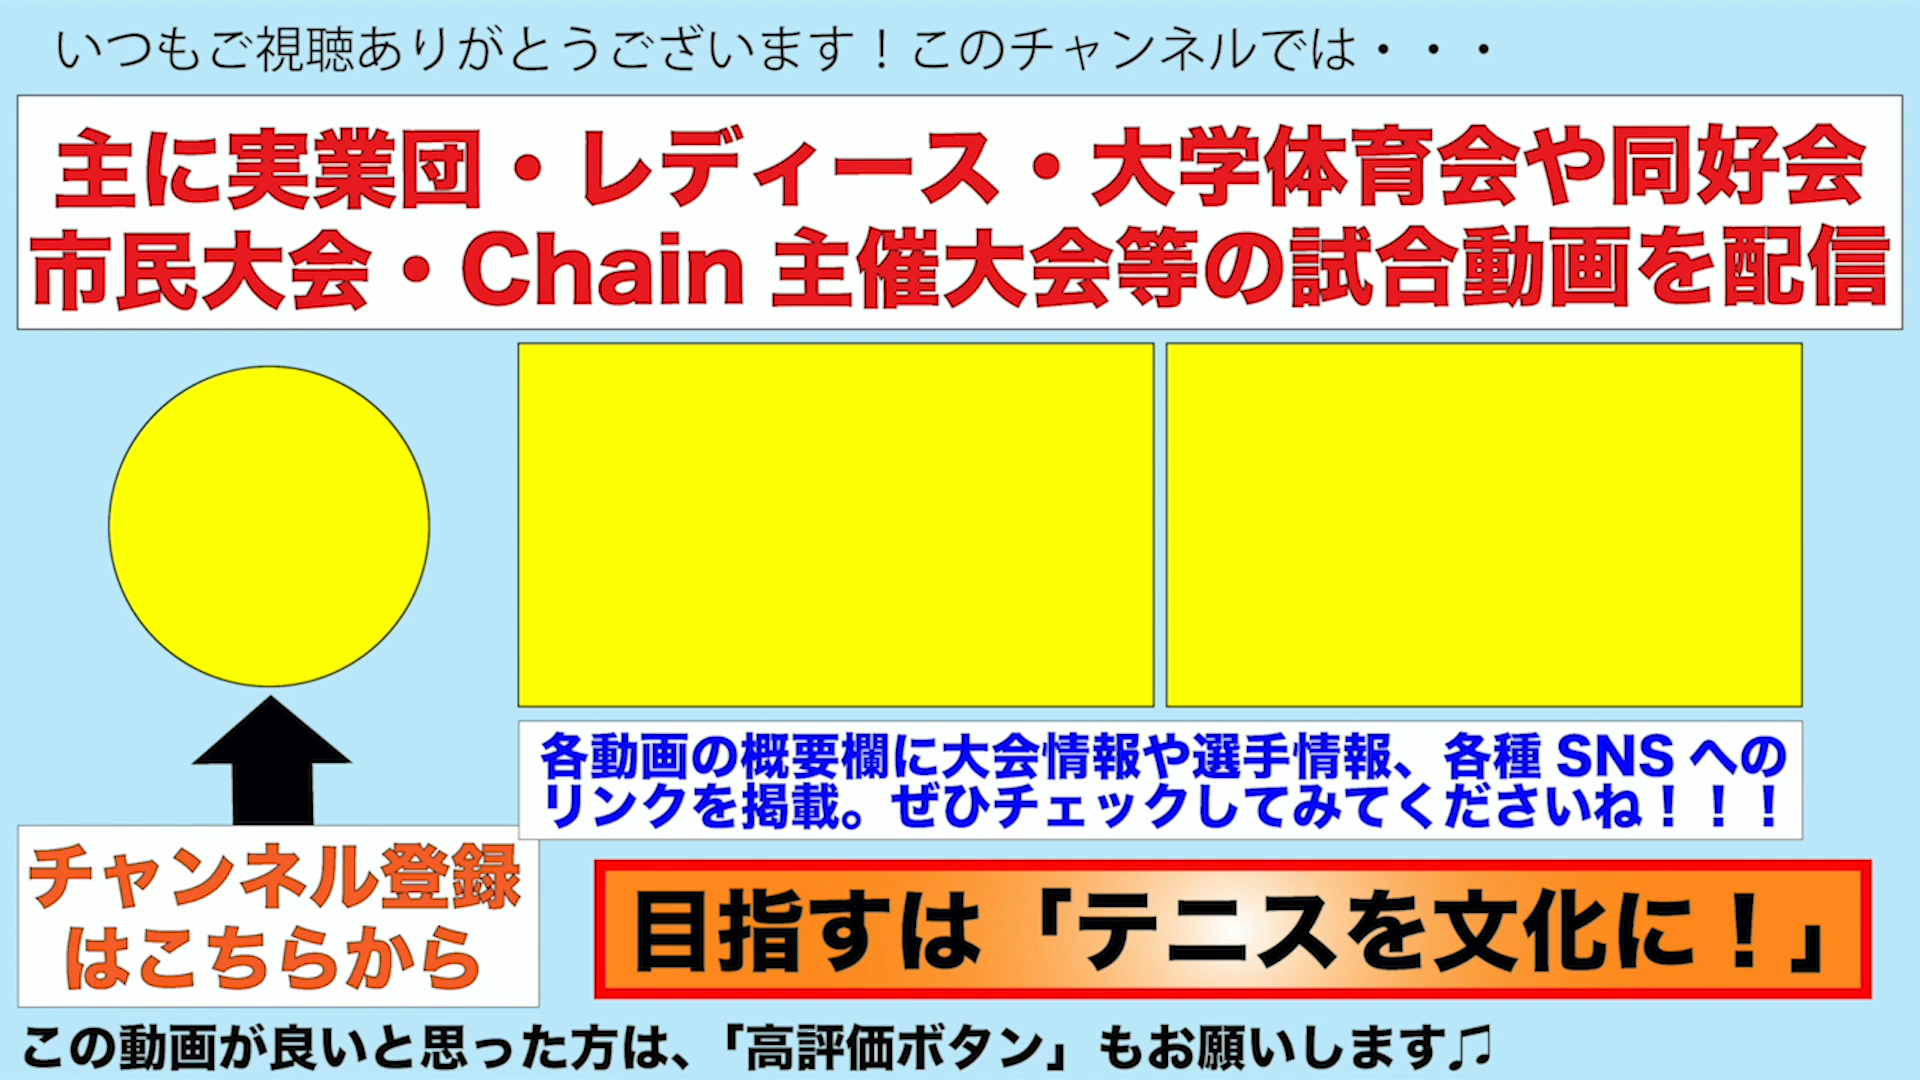 いつもご視聴ありがとうございます！このチャンネルでは・・・
主に実業団・レディース・大学体育会や同好会
市民大会・Chain 主催大会等の試合動画を配信
各動画の概要欄に大会情報や選手情報、各種 SNS への
リンクを掲載。ぜひチェックしてみてくださいね！！！
チャンネル登録
はこちらから
目指すは「テニスを文化に！」
この動画が良いと思った方は、「高評価ボタン」もお願いします♫